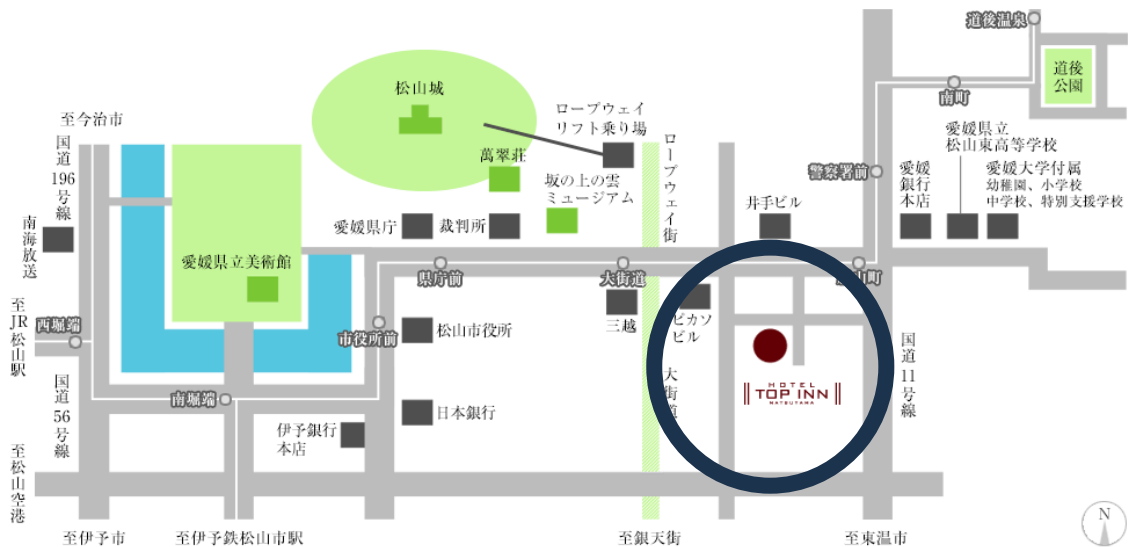 道後温泉
道後
公園
松山城
南町
ロープウェイ
リフト乗り場
至今治市
愛媛県立
松山東高等学校
国道196号線
ロープウェイ街
萬翠荘
警察署前
愛媛
銀行
本店
愛媛大学付属
幼稚園、小学校
中学校、特別支援学校
坂の上の雲
ミュージアム
井手ビル
南海放送
愛媛県庁
裁判所
愛媛県立美術館
県庁前
大街道
山町
至JR松山駅
西堀端
三越
ピカソ
ビル
市役所前
松山市役所
国道11号線
HOTEL
TOP INN
MATSUYAMA
国道56号線
大街道
南堀端
日本銀行
伊予銀行
本店
至松山空港
N
至伊予市
至伊予鉄松山市駅
至銀天街
至東温市